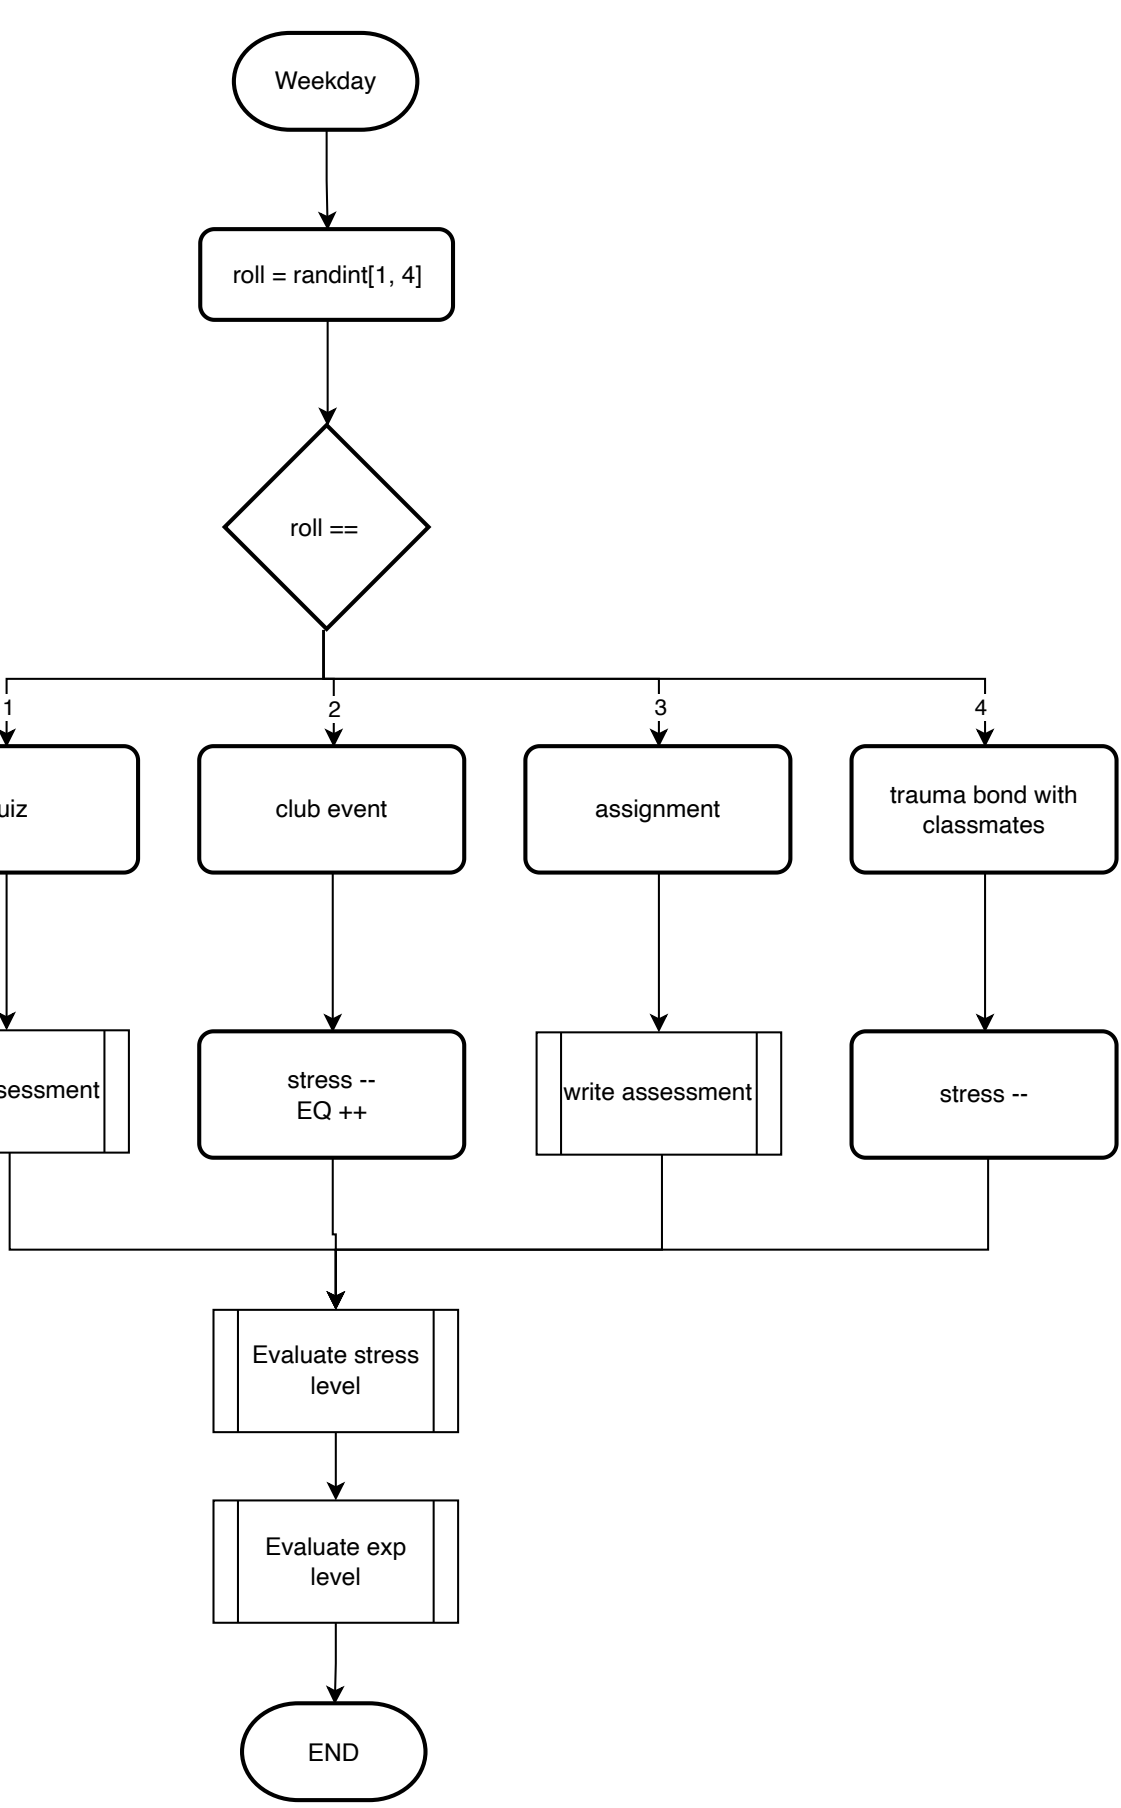 Weekday
roll = randint[1, 4]
roll ==
1
2
3
4
uiz
club event
assignment
trauma bond with
classmates
sessment
stress --
EQ ++
write assessment
stress --
Evaluate stress
level
Evaluate exp
level
END